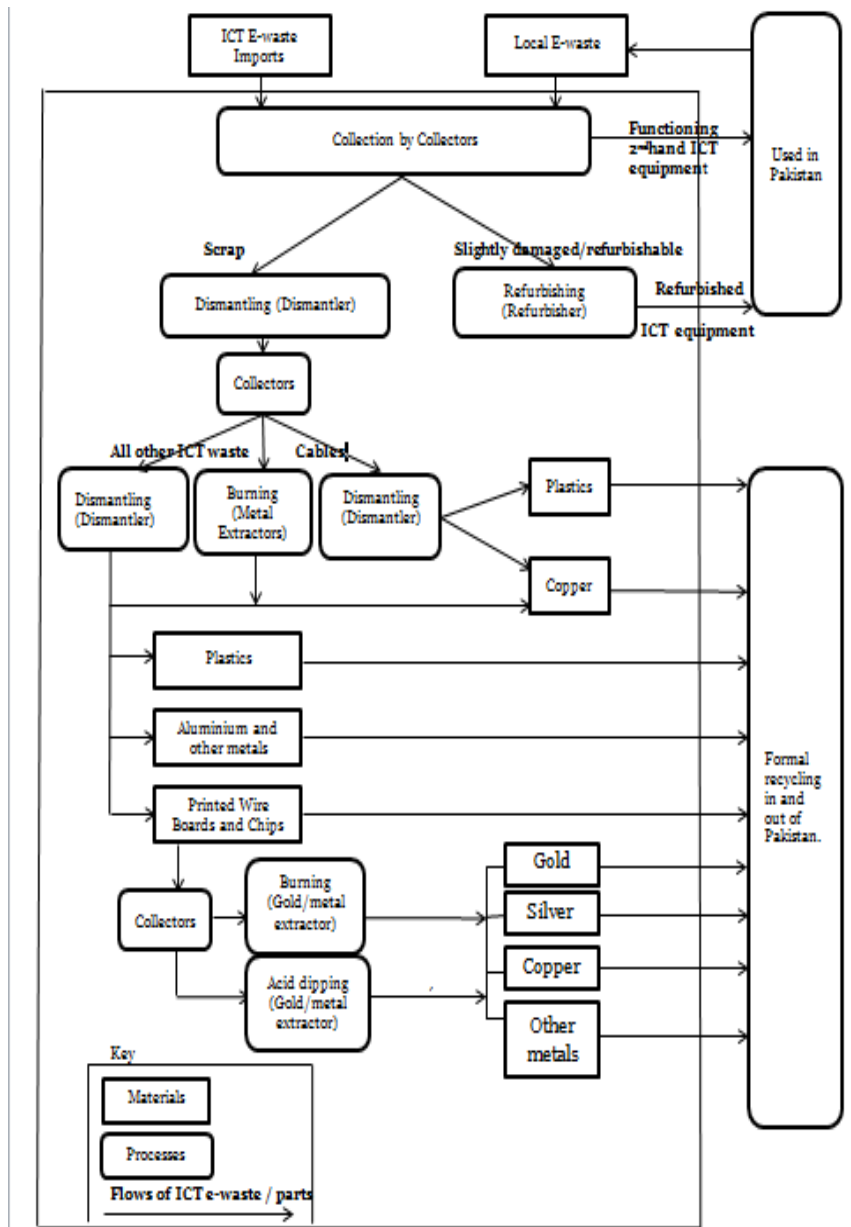 ICT E-waste
Imports
Local E-waste
Collection by Collectors
Functioning
2nd hand ICT
equipment
Used in
Pakistan
Scrap
Slightly damaged/refurbishable
Dismantling (Dismantler)
Refurbishing
(Refurbisher)
Refurbished
ICT equipment
Collectors
All other ICT waste
Cables
Dismantling
(Dismantler)
Burning
(Metal
Extractors)
Dismantling
(Dismantler)
Plastics
Copper
Plastics
Aluminium and
other metals
Printed Wire
Boards and Chips
Formal
recycling
in and
out of
Pakistan.
Collectors
Burning
(Gold/metal
extractor)
Acid dipping
(Gold/metal
extractor)
Gold
Silver
Copper
Other
metals
Key
Materials
Processes
Flows of ICT e-waste / parts